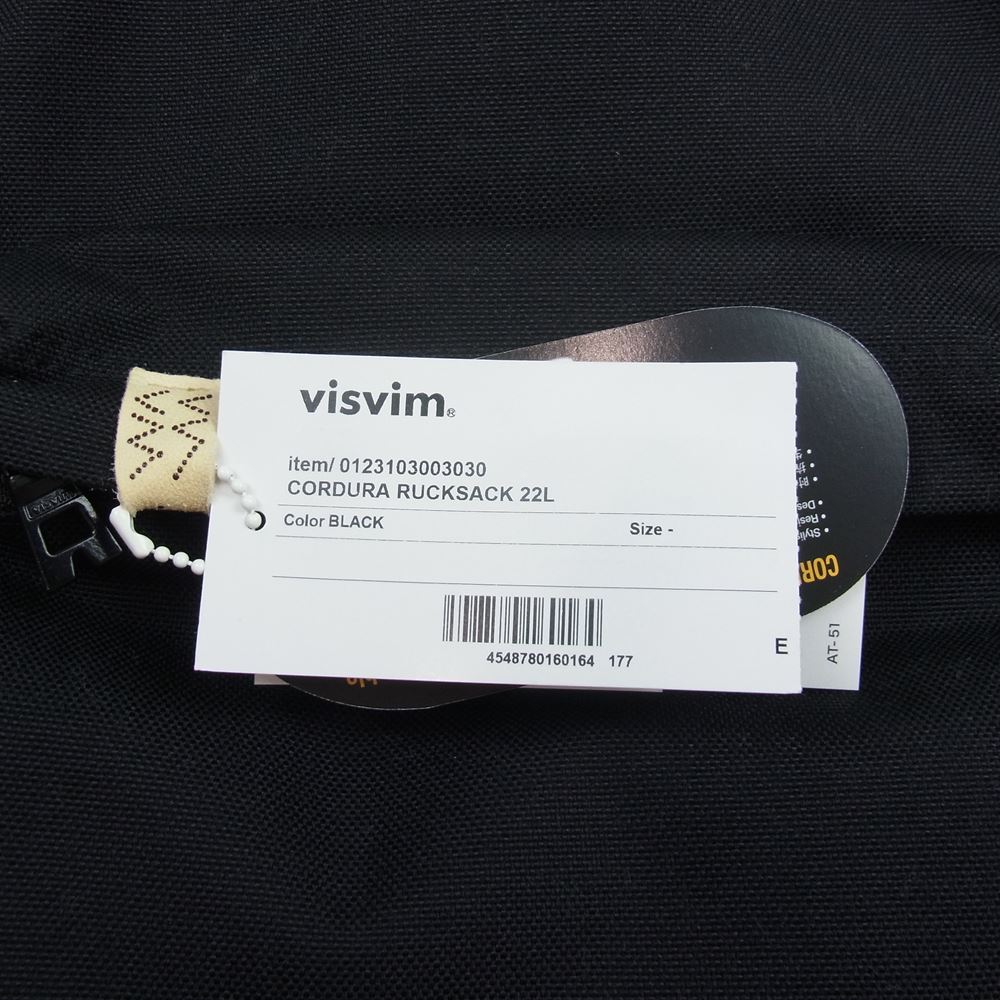 visvim®
item/ 0123103003030
CORDURA RUCKSACK 22L
Color BLACK
Size -
4548780160164 177
E
AT-51